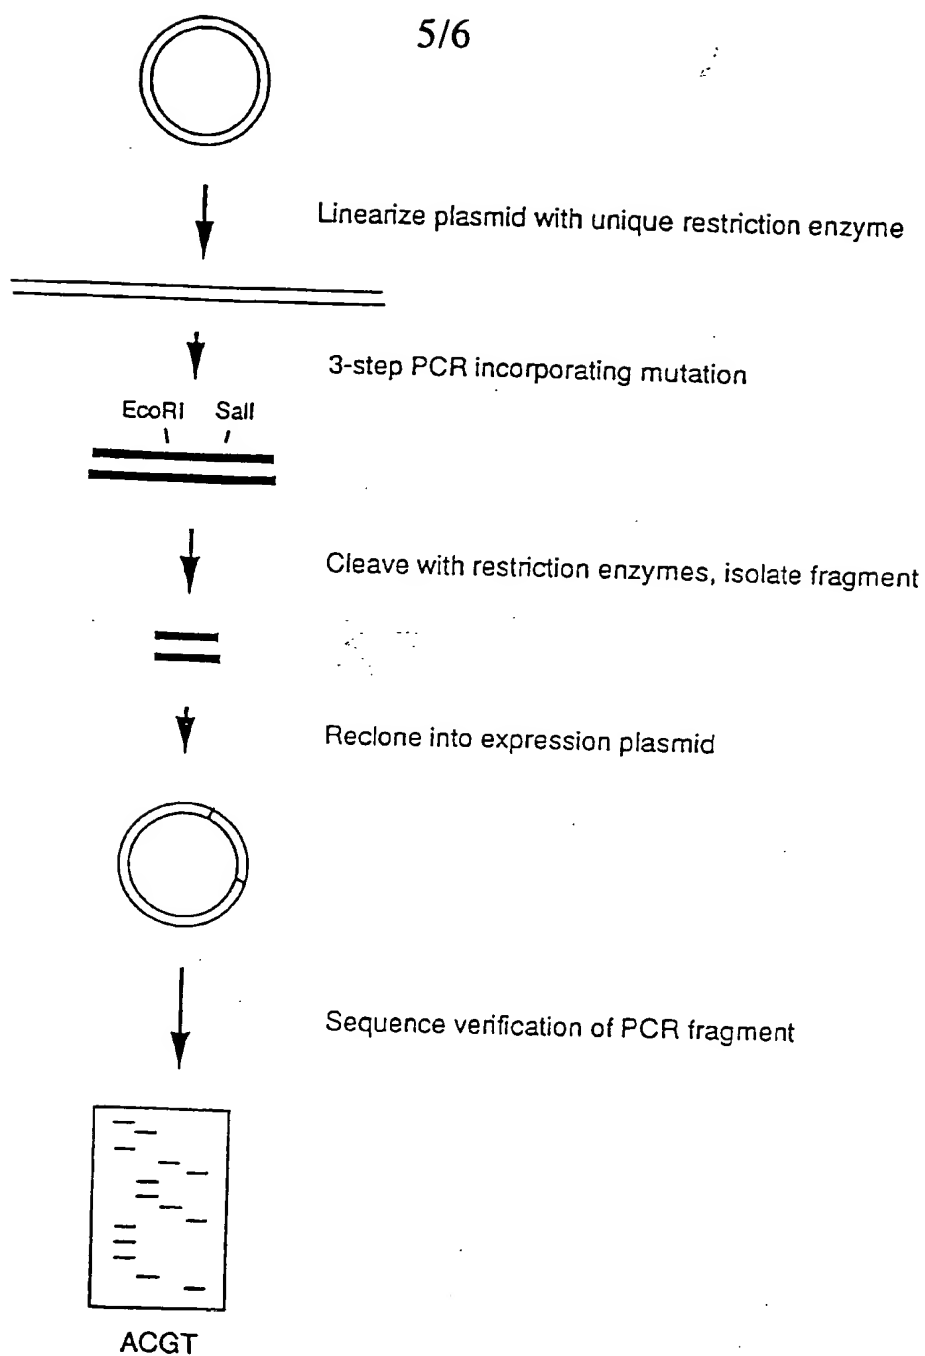 5/6
Linearize plasmid with unique restriction enzyme
3-step PCR incorporating mutation
EcoRI SalI
Cleave with restriction enzymes, isolate fragment
Reclone into expression plasmid
Sequence verification of PCR fragment
ACGT